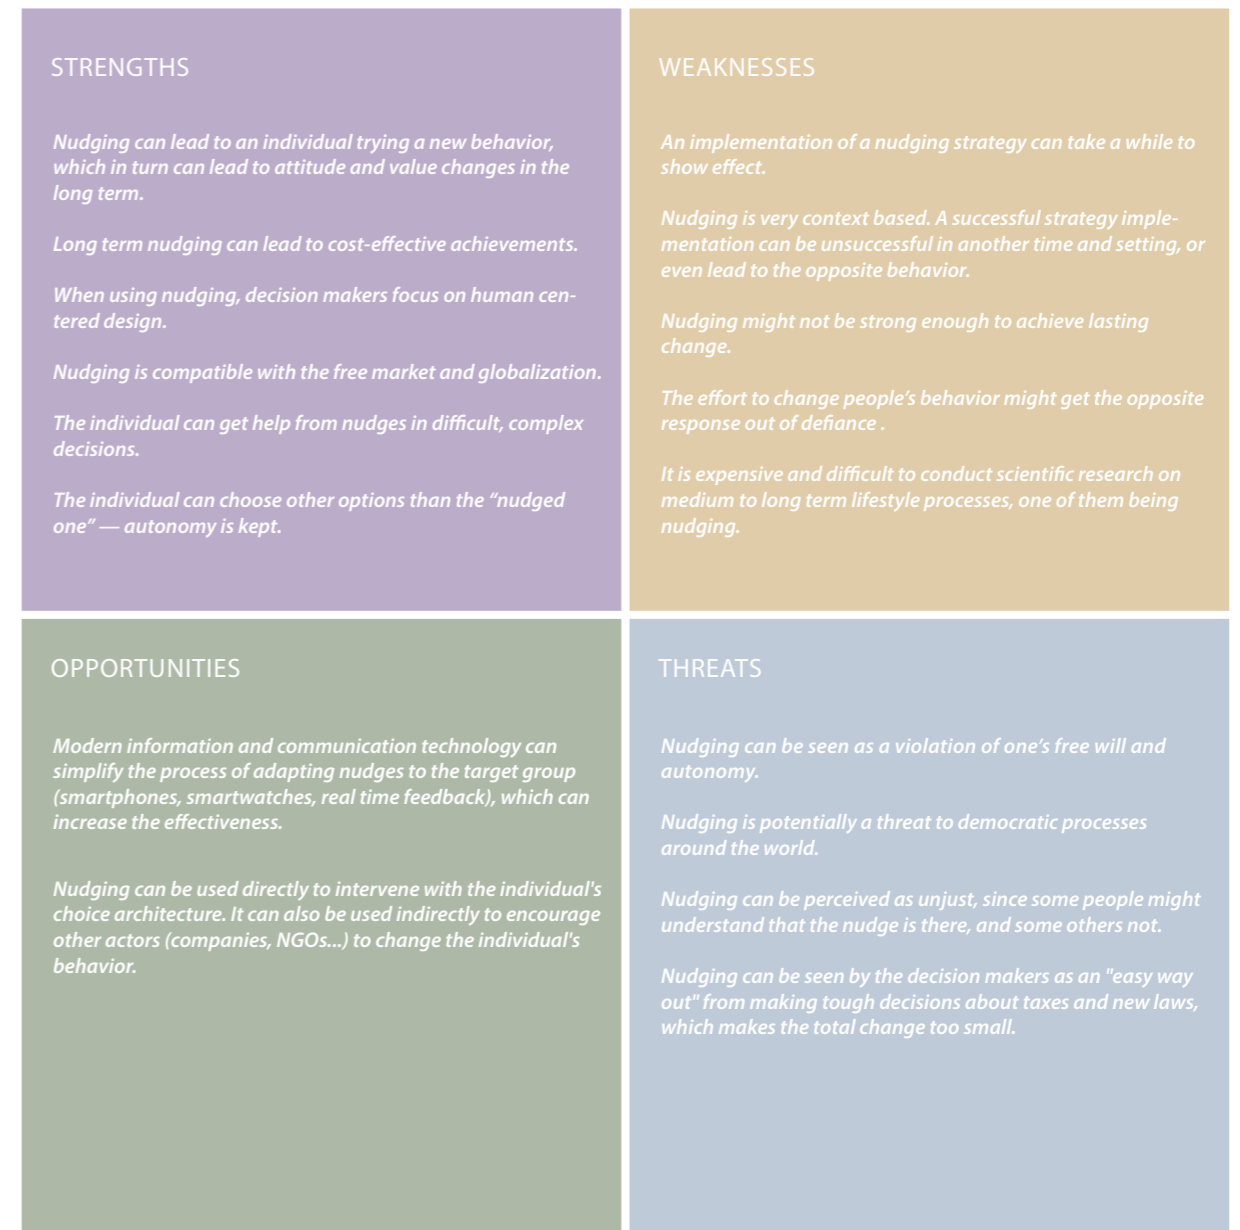 STRENGTHS
Nudging can lead to an individual trying a new behavior,
which in turn can lead to attitude and value changes in the
long term.
Long term nudging can lead to cost-effective achievements.
When using nudging, decision makers focus on human cen-
tered design.
Nudging is compatible with the free market and globalization.
The individual can get help from nudges in difficult, complex
decisions.
The individual can choose other options than the “nudged
one” — autonomy is kept.
WEAKNESSES
An implementation of a nudging strategy can take a while to
show effect.
Nudging is very context based. A successful strategy imple-
mentation can be unsuccessful in another time and setting, or
even lead to the opposite behavior.
Nudging might not be strong enough to achieve lasting
change.
The effort to change people’s behavior might get the opposite
response out of defiance .
It is expensive and difficult to conduct scientific research on
medium to long term lifestyle processes, one of them being
nudging.
OPPORTUNITIES
Modern information and communication technology can
simplify the process of adapting nudges to the target group
(smartphones, smartwatches, real time feedback), which can
increase the effectiveness.
Nudging can be used directly to intervene with the individual's
choice architecture. It can also be used indirectly to encourage
other actors (companies, NGOs...) to change the individual's
behavior.
THREATS
Nudging can be seen as a violation of one’s free will and
autonomy.
Nudging is potentially a threat to democratic processes
around the world.
Nudging can be perceived as unjust, since some people might
understand that the nudge is there, and some others not.
Nudging can be seen by the decision makers as an "easy way
out" from making tough decisions about taxes and new laws,
which makes the total change too small.